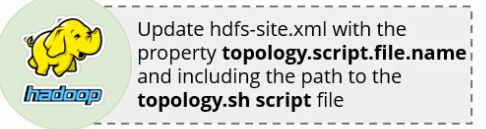 Update hdfs-site.xml with the
property topology.script.file.name
and including the path to the
topology.sh script file
hadoop